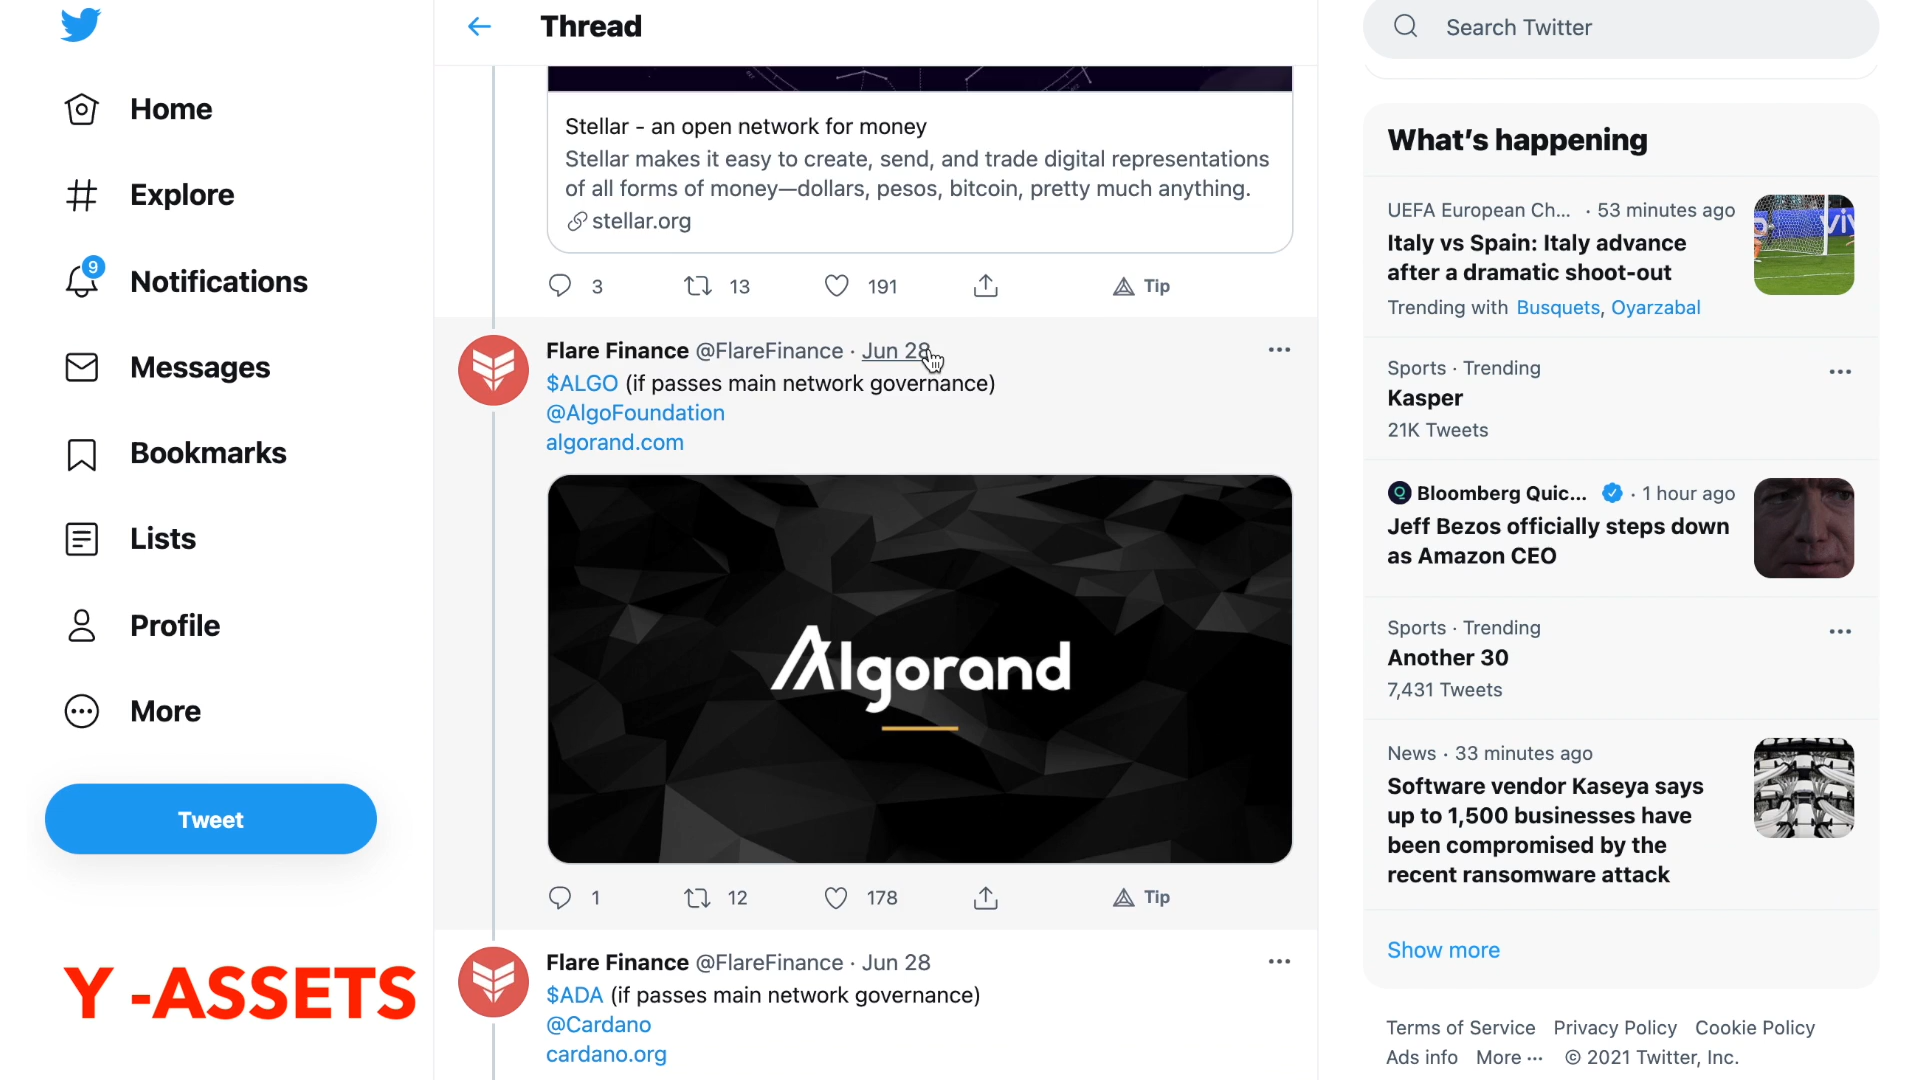 Home
Explore
9
Notifications
Messages
Bookmarks
Lists
Profile
More
Tweet
Y -ASSETS
Thread
Stellar - an open network for money
Stellar makes it easy to create, send, and trade digital representations
of all forms of money—dollars, pesos, bitcoin, pretty much anything.
stellar.org
3 13 191 Tip
Flare Finance @FlareFinance · Jun 28
$ALGO (if passes main network governance)
@AlgoFoundation
algorand.com
Algorand
1 12 178 Tip
Flare Finance @FlareFinance · Jun 28
$ADA (if passes main network governance)
@Cardano
cardano.org
Search Twitter
What's happening
UEFA European Ch... · 53 minutes ago
Italy vs Spain: Italy advance
after a dramatic shoot-out
Trending with Busquets, Oyarzabal
Sports · Trending
Kasper
21K Tweets
Bloomberg Quic... · 1 hour ago
Jeff Bezos officially steps down
as Amazon CEO
Sports · Trending
Another 30
7,431 Tweets
News · 33 minutes ago
Software vendor Kaseya says
up to 1,500 businesses have
been compromised by the
recent ransomware attack
Show more
Terms of Service Privacy Policy Cookie Policy
Ads info More ··· © 2021 Twitter, Inc.